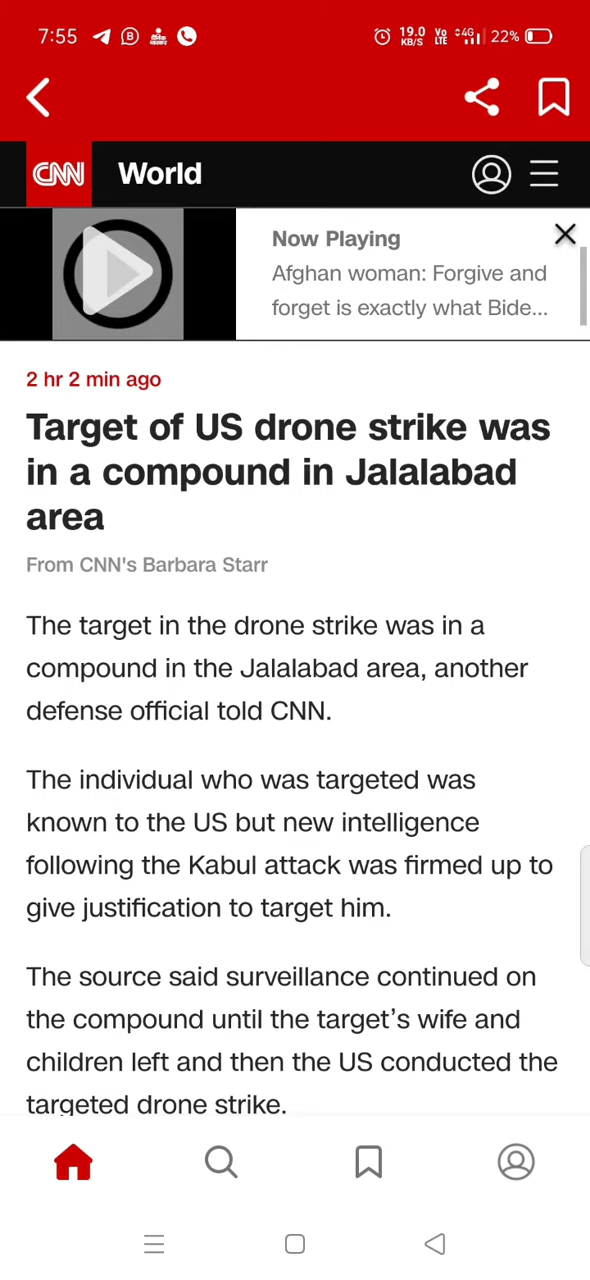 7:55
19.0 KB/S
Vo LTE
4G
22%
CNN World
Now Playing
Afghan woman: Forgive and
forget is exactly what Bide...
2 hr 2 min ago
Target of US drone strike was
in a compound in Jalalabad
area
From CNN's Barbara Starr
The target in the drone strike was in a
compound in the Jalalabad area, another
defense official told CNN.
The individual who was targeted was
known to the US but new intelligence
following the Kabul attack was firmed up to
give justification to target him.
The source said surveillance continued on
the compound until the target’s wife and
children left and then the US conducted the
targeted drone strike.